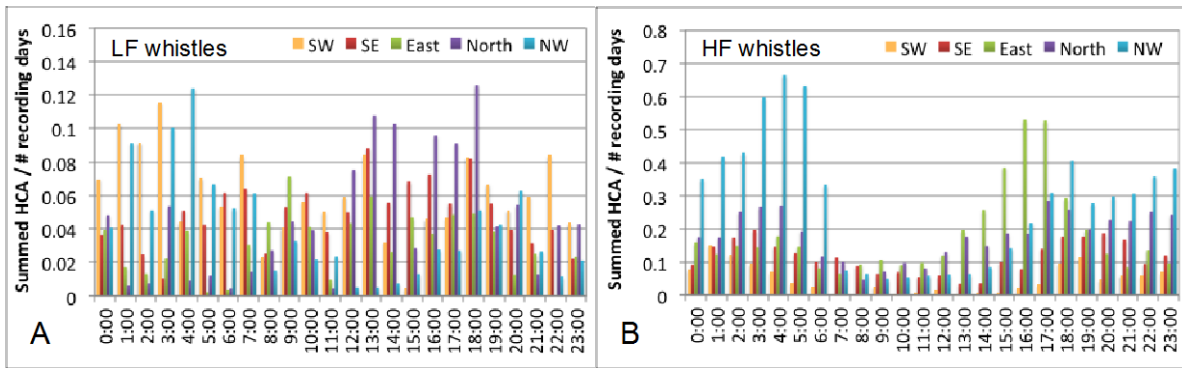 LF whistles
SW SE East North NW
Summed HCA / # recording days
0.16
0.14
0.12
0.1
0.08
0.06
0.04
0.02
0
0:00 1:00 2:00 3:00 4:00 5:00 6:00 7:00 8:00 9:00 10:00 11:00 12:00 13:00 14:00 15:00 16:00 17:00 18:00 19:00 20:00 21:00 22:00 23:00
A
HF whistles
SW SE East North NW
Summed HCA / # recording days
0.8
0.7
0.6
0.5
0.4
0.3
0.2
0.1
0
0:00 1:00 2:00 3:00 4:00 5:00 6:00 7:00 8:00 9:00 10:00 11:00 12:00 13:00 14:00 15:00 16:00 17:00 18:00 19:00 20:00 21:00 22:00 23:00
B